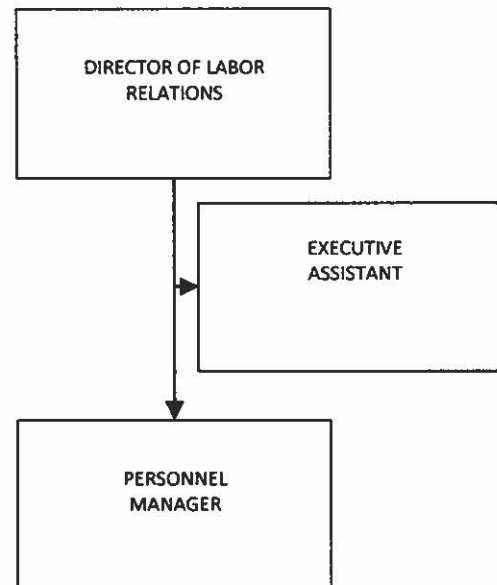 DIRECTOR OF LABOR
RELATIONS
EXECUTIVE
ASSISTANT
PERSONNEL
MANAGER